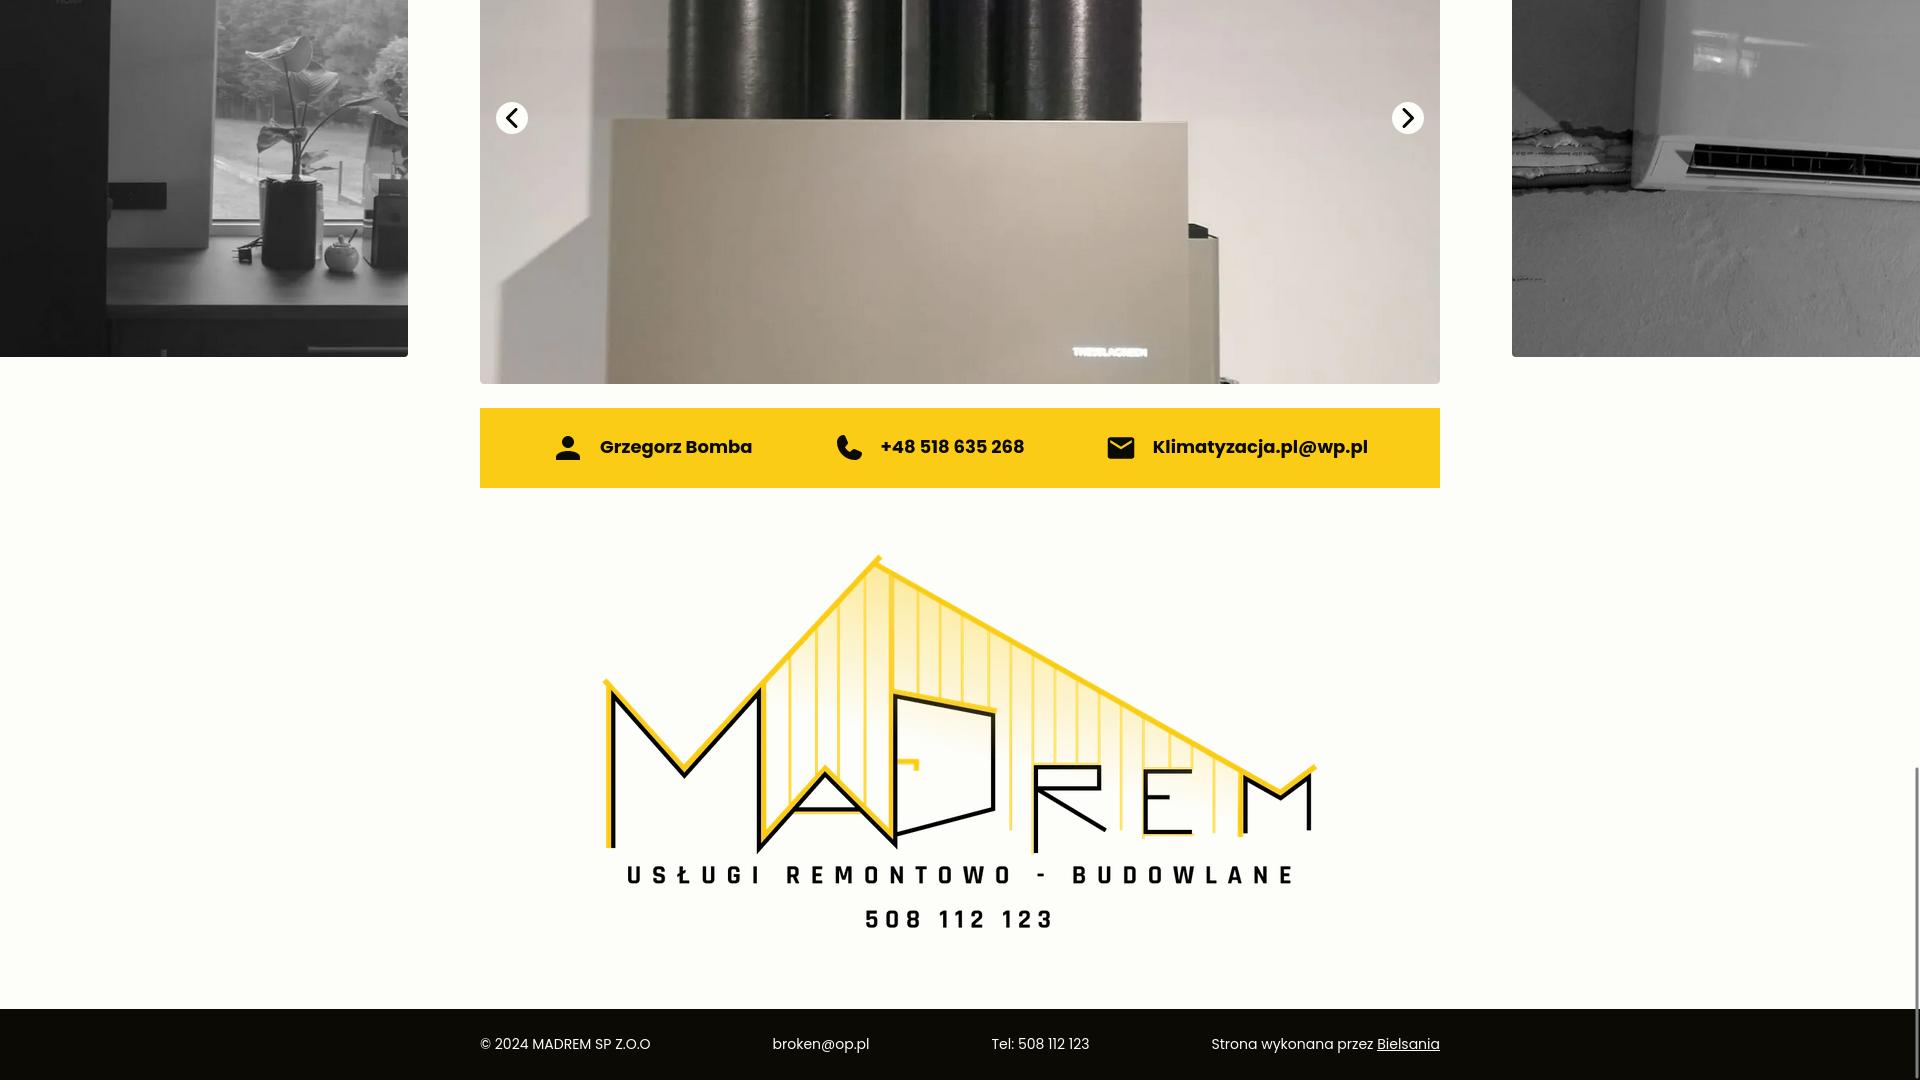 Grzegorz Bomba
+48 518 635 268
Klimatyzacja.pl@wp.pl
MADREM
USŁUGI REMONTOWO - BUDOWLANE
508 112 123
© 2024 MADREM SP Z.O.O
broken@op.pl
Tel: 508 112 123
Strona wykonana przez Bielsania